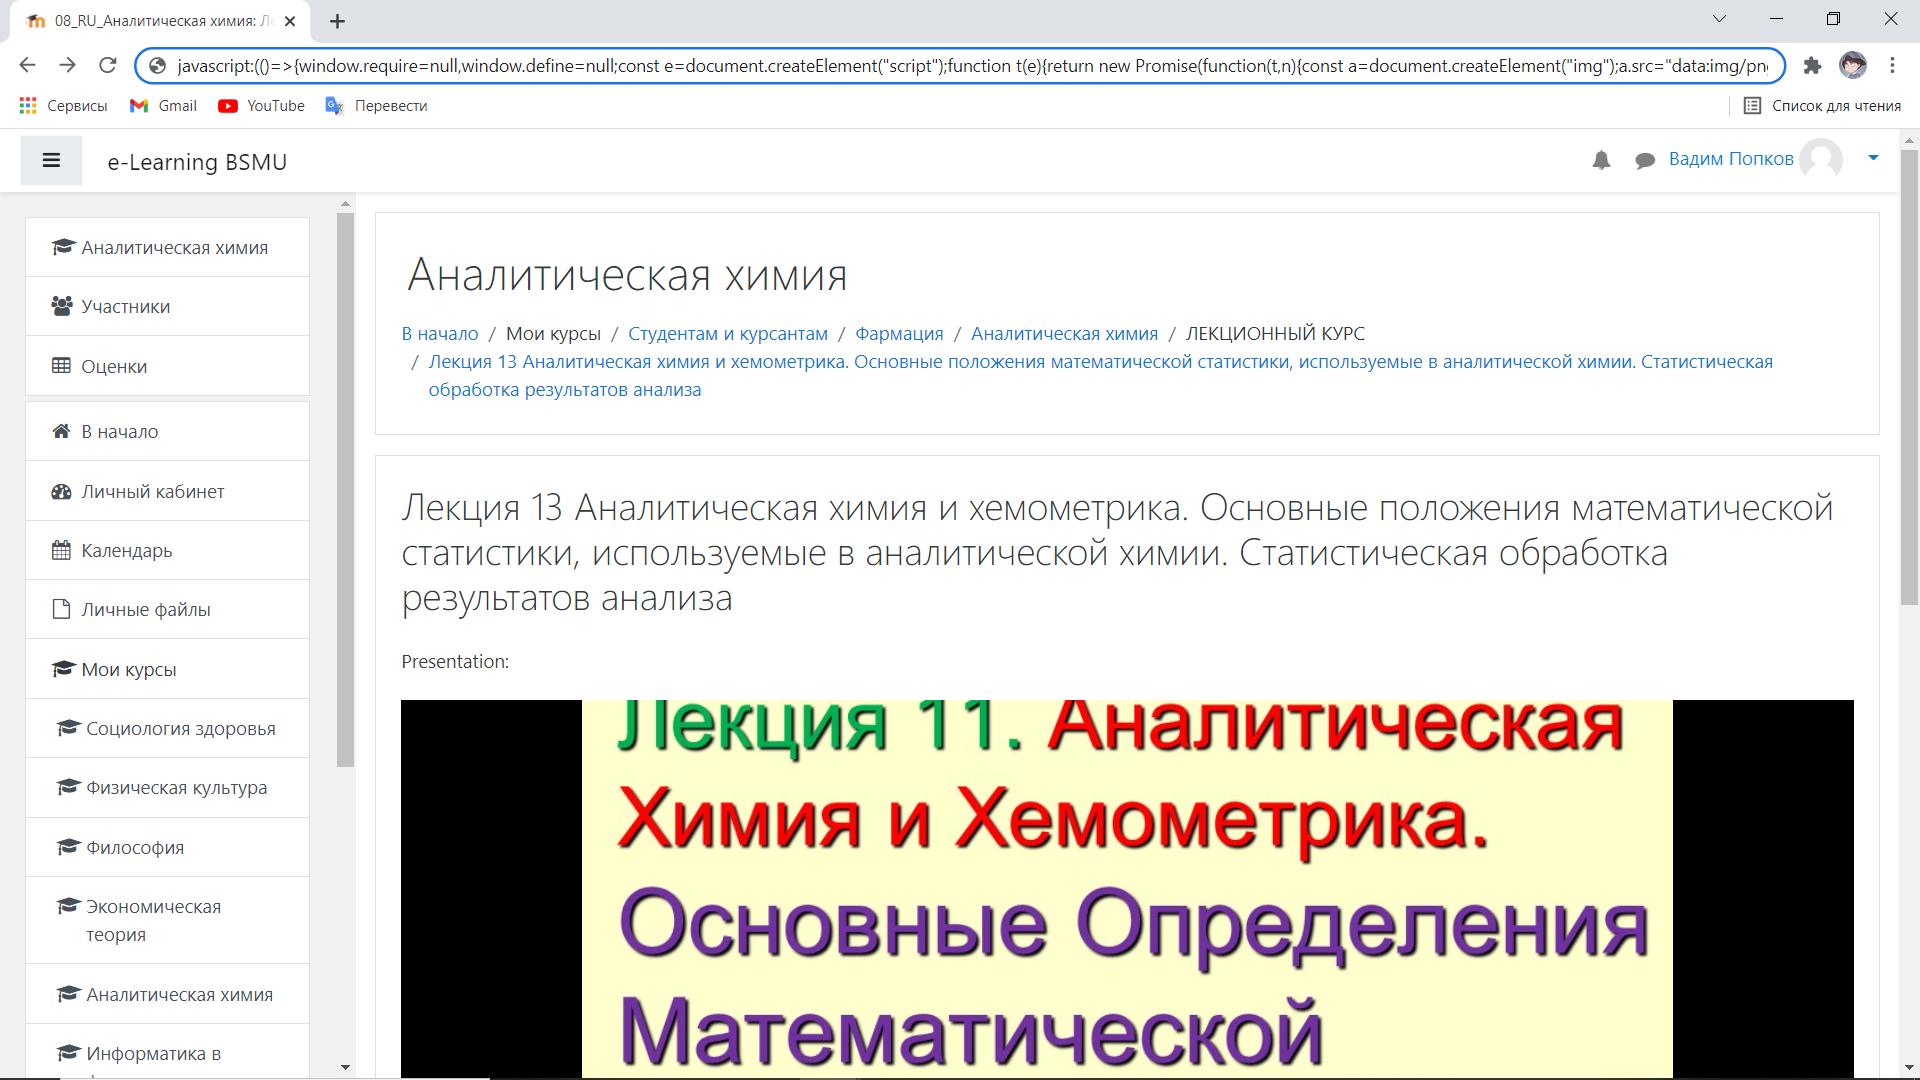 08_RU_Аналитическая химия: Л
javascript:(()=>{window.require=null,window.define=null;const e=document.createElement("script");function t(e){return new Promise(function(t,n){const a=document.createElement("img");a.src="data:img/pn
Сервисы Gmail YouTube Перевести Список для чтения
e-Learning BSMU Вадим Попков
Аналитическая химия
Участники
Оценки
В начало
Личный кабинет
Календарь
Личные файлы
Мои курсы
Социология здоровья
Физическая культура
Философия
Экономическая
теория
Аналитическая химия
Информатика в
Аналитическая химия
В начало / Мои курсы / Студентам и курсантам / Фармация / Аналитическая химия / ЛЕКЦИОННЫЙ КУРС
/ Лекция 13 Аналитическая химия и хемометрика. Основные положения математической статистики, используемые в аналитической химии. Статистическая
обработка результатов анализа
Лекция 13 Аналитическая химия и хемометрика. Основные положения математической
статистики, используемые в аналитической химии. Статистическая обработка
результатов анализа
Presentation:
Лекция 11. Аналитическая
Химия и Хемометрика.
Основные Определения
Математической